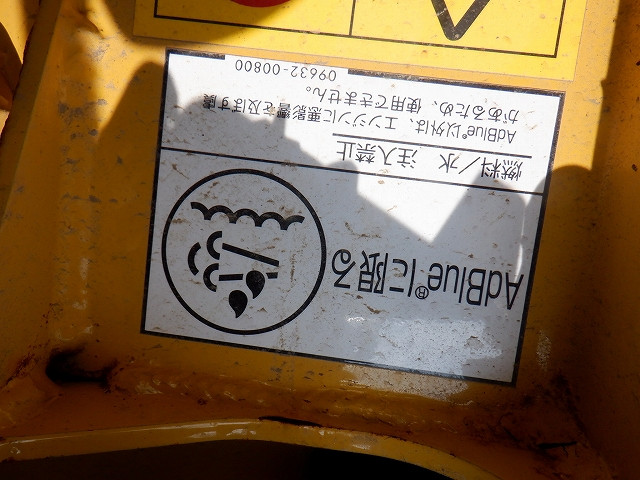 AdBlue®に限る
燃料/水 注入禁止
AdBlue®以外は、エンジンに悪影響を及ぼす虞
があるため、使用できません。
09632-00800